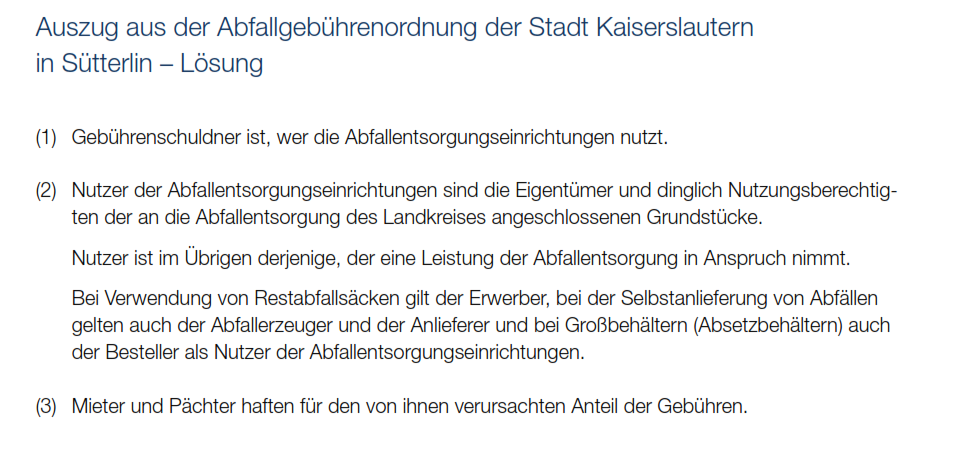 Auszug aus der Abfallgebührenordnung der Stadt Kaiserslautern
in Sütterlin – Lösung
(1) Gebührenschuldner ist, wer die Abfallentsorgungseinrichtungen nutzt.
(2) Nutzer der Abfallentsorgungseinrichtungen sind die Eigentümer und dinglich Nutzungsberechtig-
ten der an die Abfallentsorgung des Landkreises angeschlossenen Grundstücke.
Nutzer ist im Übrigen derjenige, der eine Leistung der Abfallentsorgung in Anspruch nimmt.
Bei Verwendung von Restabfallsäcken gilt der Erwerber, bei der Selbstanlieferung von Abfällen
gelten auch der Abfallerzeuger und der Anlieferer und bei Großbehältern (Absetzbehältern) auch
der Besteller als Nutzer der Abfallentsorgungseinrichtungen.
(3) Mieter und Pächter haften für den von ihnen verursachten Anteil der Gebühren.